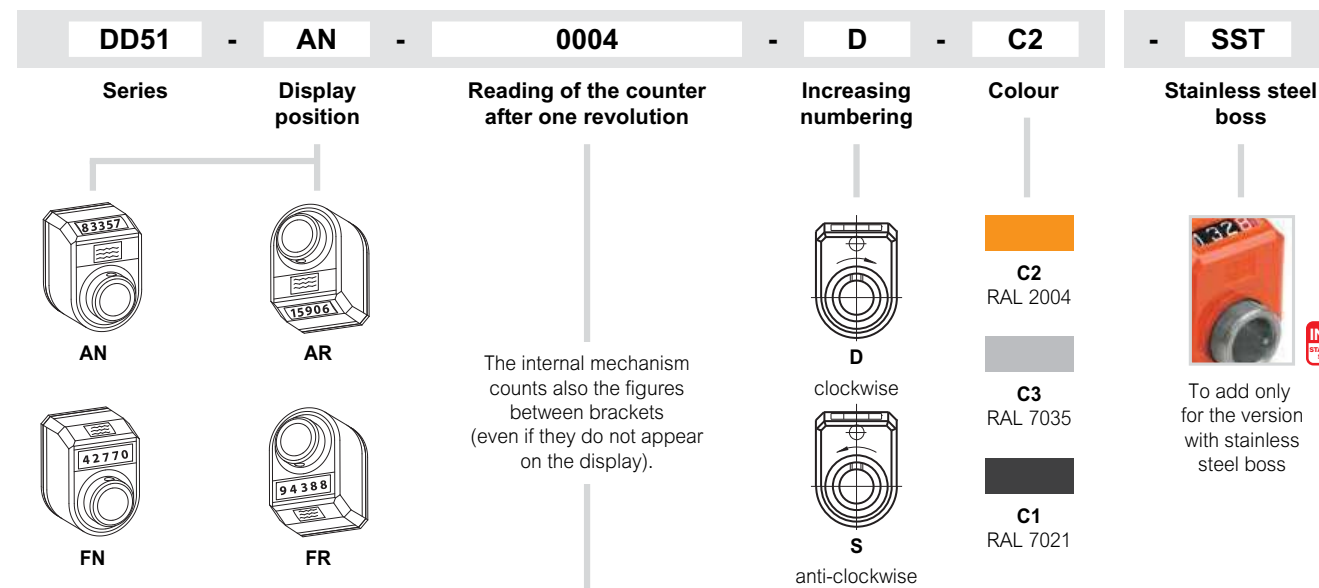 DD51 - AN - 0004 - D - C2 - SST
Series
Display
position
Reading of the counter
after one revolution
Increasing
numbering
Colour
Stainless steel
boss
83357
AN
15906
AR
42770
FN
94388
FR
The internal mechanism
counts also the figures
between brackets
(even if they do not appear
on the display).
D
clockwise
S
anti-clockwise
C2
RAL 2004
C3
RAL 7035
C1
RAL 7021
To add only
for the version
with stainless
steel boss